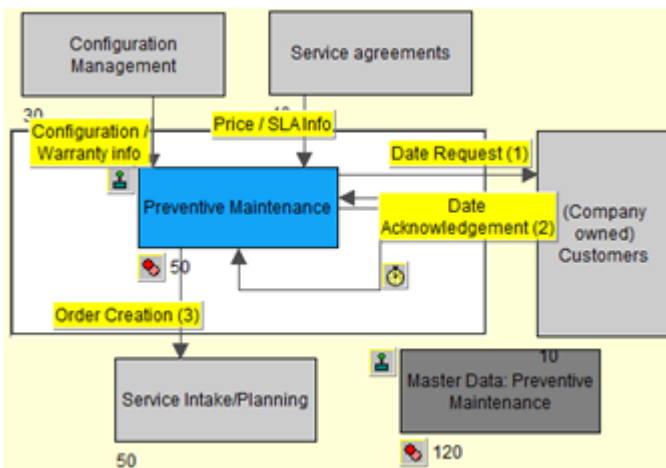 Configuration
Management
Service agreements
30
Configuration /
Warranty info
Price / SLA Info
Date Request (1)
Preventive Maintenance
Date
Acknowledgement (2)
(Company
owned)
Customers
50
Order Creation (3)
Service Intake/Planning
50
10
Master Data: Preventive
Maintenance
120